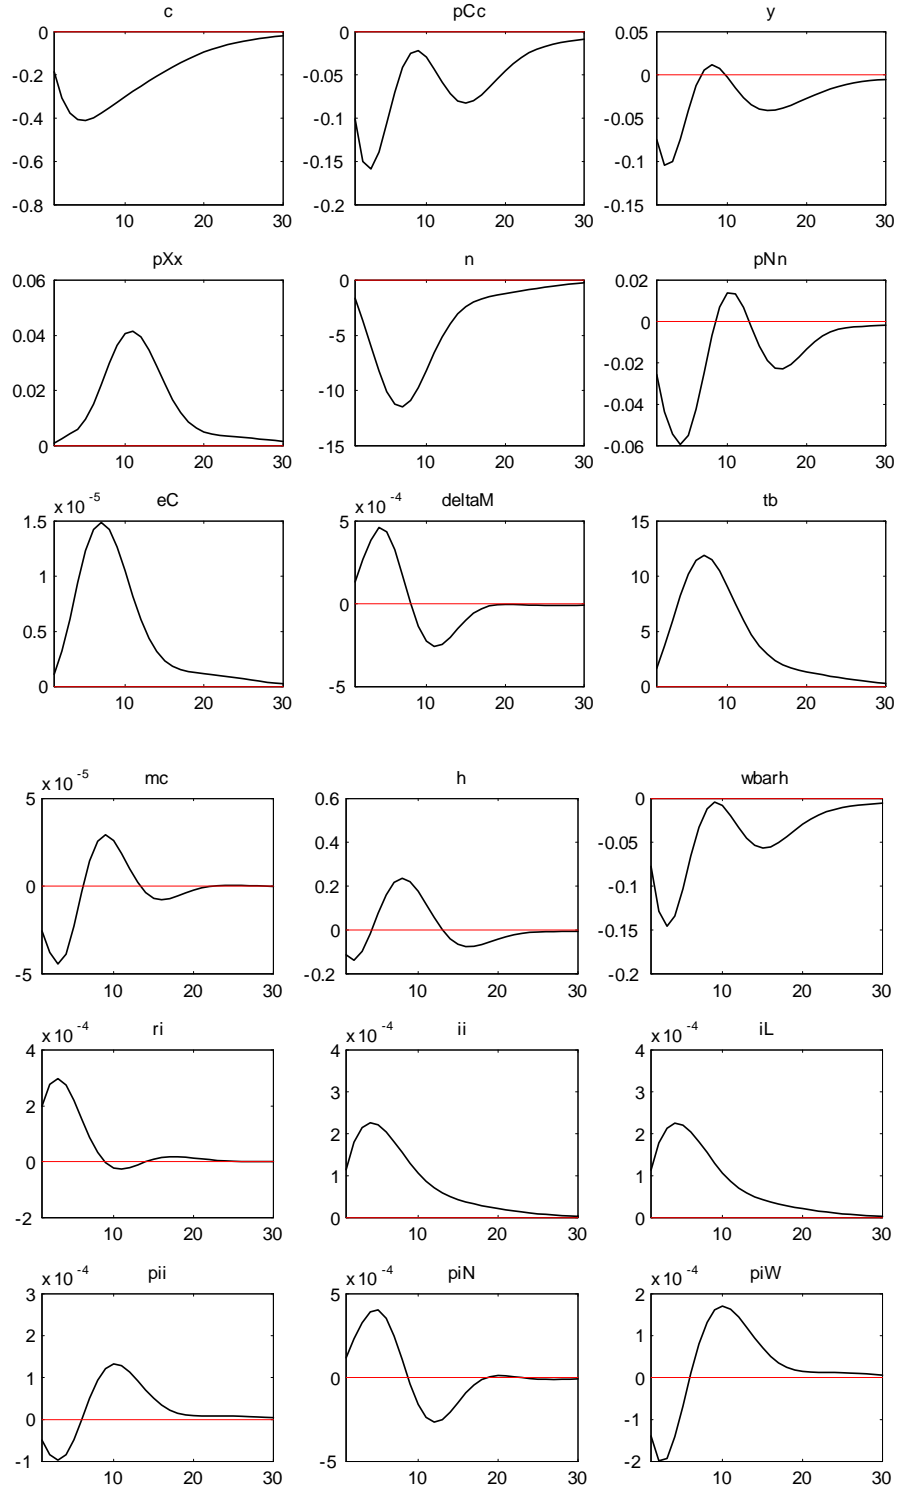 c pCc y
0 0 0.05
-0.2 -0.05 0
-0.4 -0.1 -0.05
-0.6 -0.15 -0.1
-0.8 -0.2 -0.15
10 20 30 10 20 30 10 20 30
pXx n pNn
0.06 0 0.02
0.04 -5 0
0.02 -10 -0.02
-0.04
0 -15 -0.06
10 20 30 10 20 30 10 20 30
x 10 -5 eC x 10 -4 deltaM tb
1.5 5 15
1 0 10
0.5 5
0 -5 0
10 20 30 10 20 30 10 20 30
x 10 -5 mc h wbarh
5 0.6 0
0.4 -0.05
0 0.2 -0.1
0 -0.15
-5 -0.2 -0.2
10 20 30 10 20 30 10 20 30
x 10 -4 ri x 10 -4 ii x 10 -4 iL
4 4 4
2 3 3
0 2 2
1 1
-2 0 0
10 20 30 10 20 30 10 20 30
x 10 -4 pii x 10 -4 piN x 10 -4 piW
3 5 2
2 1
1 0 0
0 -1
-1 -5 -2
10 20 30 10 20 30 10 20 30